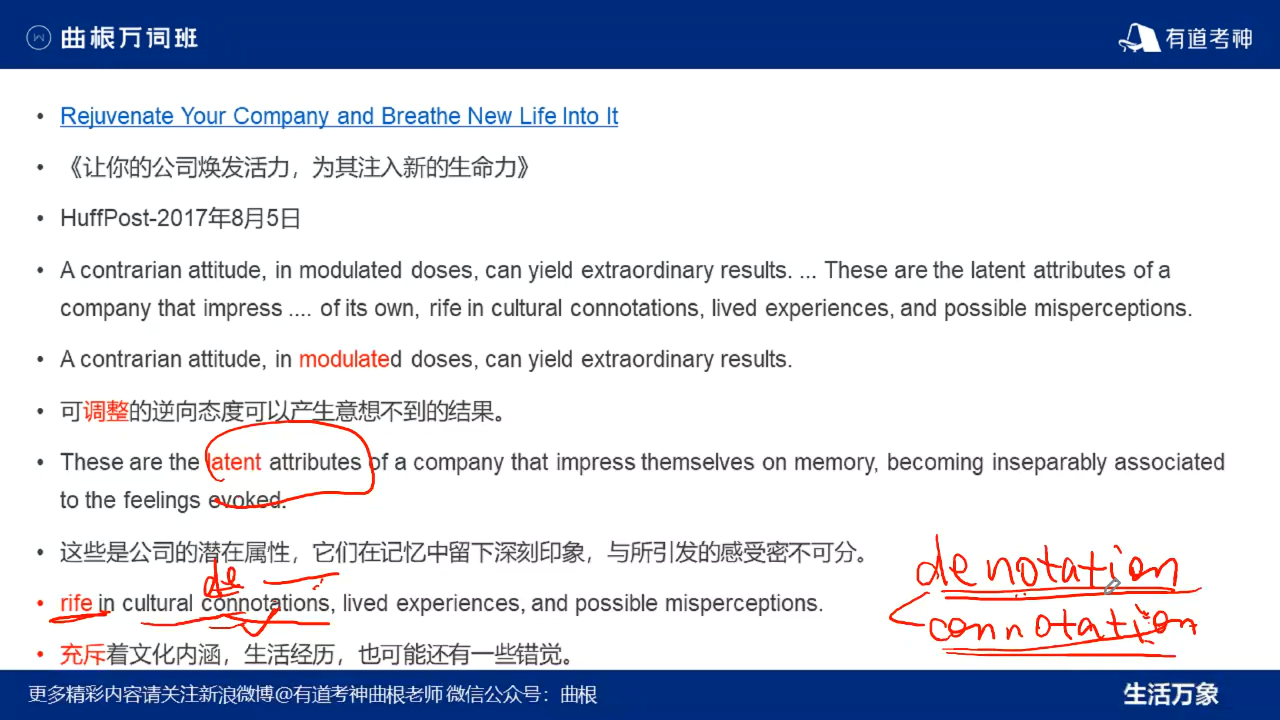 曲根万词班
有道考神
Rejuvenate Your Company and Breathe New Life Into It
《让你的公司焕发活力，为其注入新的生命力》
HuffPost-2017年8月5日
A contrarian attitude, in modulated doses, can yield extraordinary results. ... These are the latent attributes of a
company that impress .... of its own, rife in cultural connotations, lived experiences, and possible misperceptions.
A contrarian attitude, in modulated doses, can yield extraordinary results.
可调整的逆向态度可以产生意想不到的结果。
These are the latent attributes of a company that impress themselves on memory, becoming inseparably associated
to the feelings evoked.
这些是公司的潜在属性，它们在记忆中留下深刻印象，与所引发的感受密不可分。
de
denotation
rife in cultural connotations, lived experiences, and possible misperceptions.
connotation
充斥着文化内涵，生活经历，也可能还有一些错觉。
更多精彩内容请关注新浪微博@有道考神曲根老师 微信公众号：曲根
生活万象